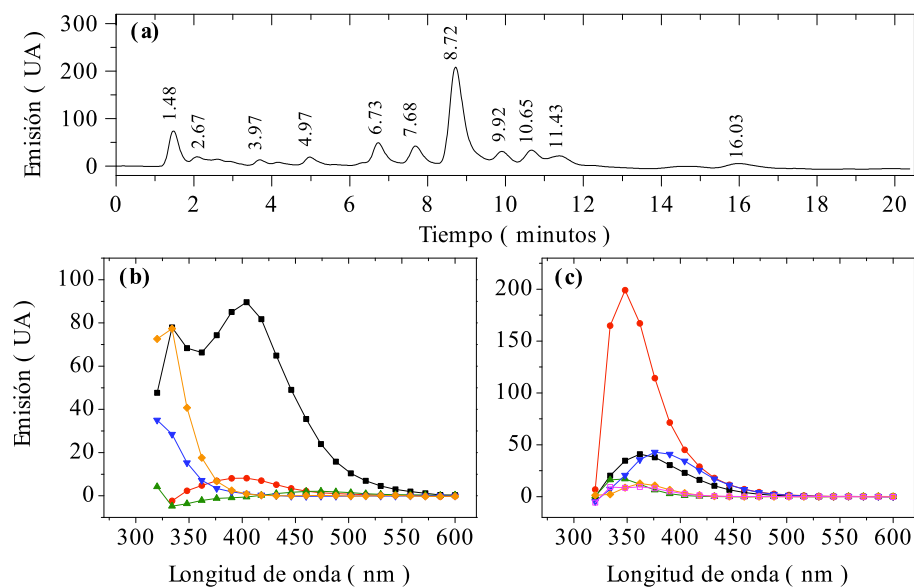 (a)
Emisión ( UA )
300
200
100
0
1.48
2.67
3.97
4.97
6.73
7.68
8.72
9.92
10.65
11.43
16.03
0 2 4 6 8 10 12 14 16 18 20
Tiempo ( minutos )
(b)
Emisión ( UA )
100
80
60
40
20
0
300 350 400 450 500 550 600
Longitud de onda ( nm )
(c)
200
150
100
50
0
300 350 400 450 500 550 600
Longitud de onda ( nm )